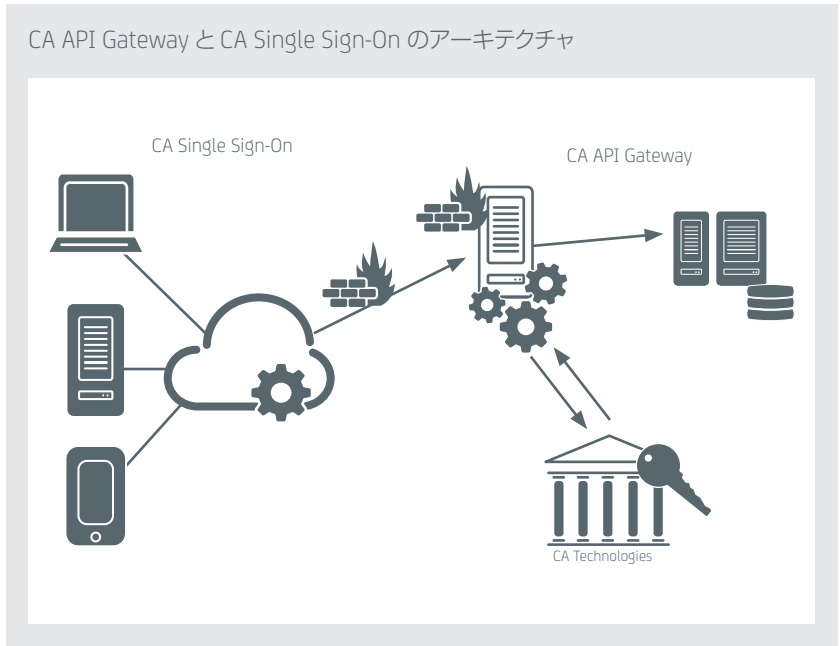 CA API Gateway と CA Single Sign-On のアーキテクチャ
CA Single Sign-On
CA API Gateway
CA Technologies